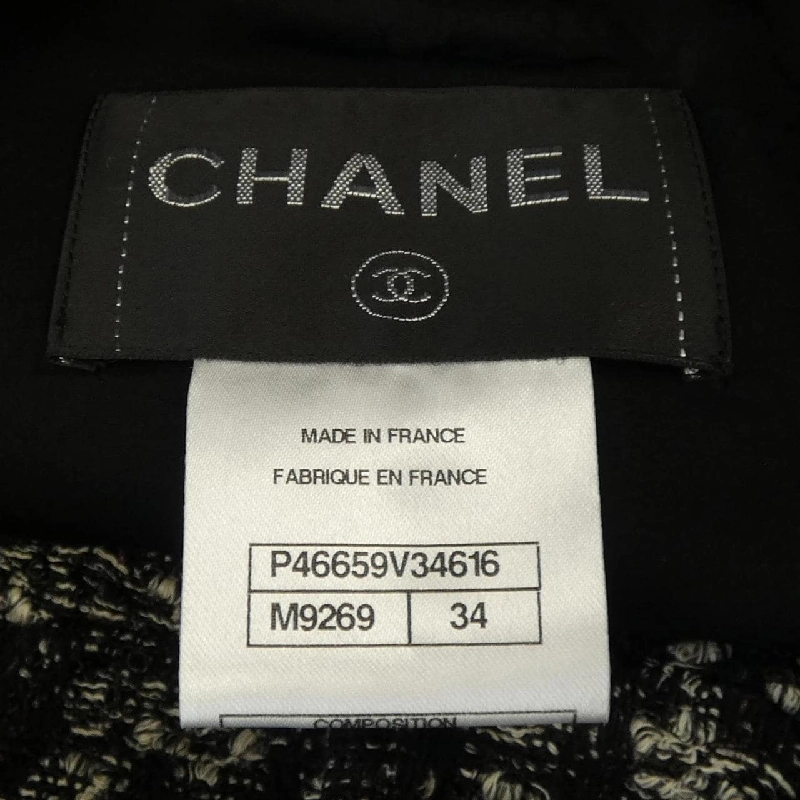 CHANEL
MADE IN FRANCE
FABRIQUE EN FRANCE
P46659V34616
M9269 34
COMPOSITION